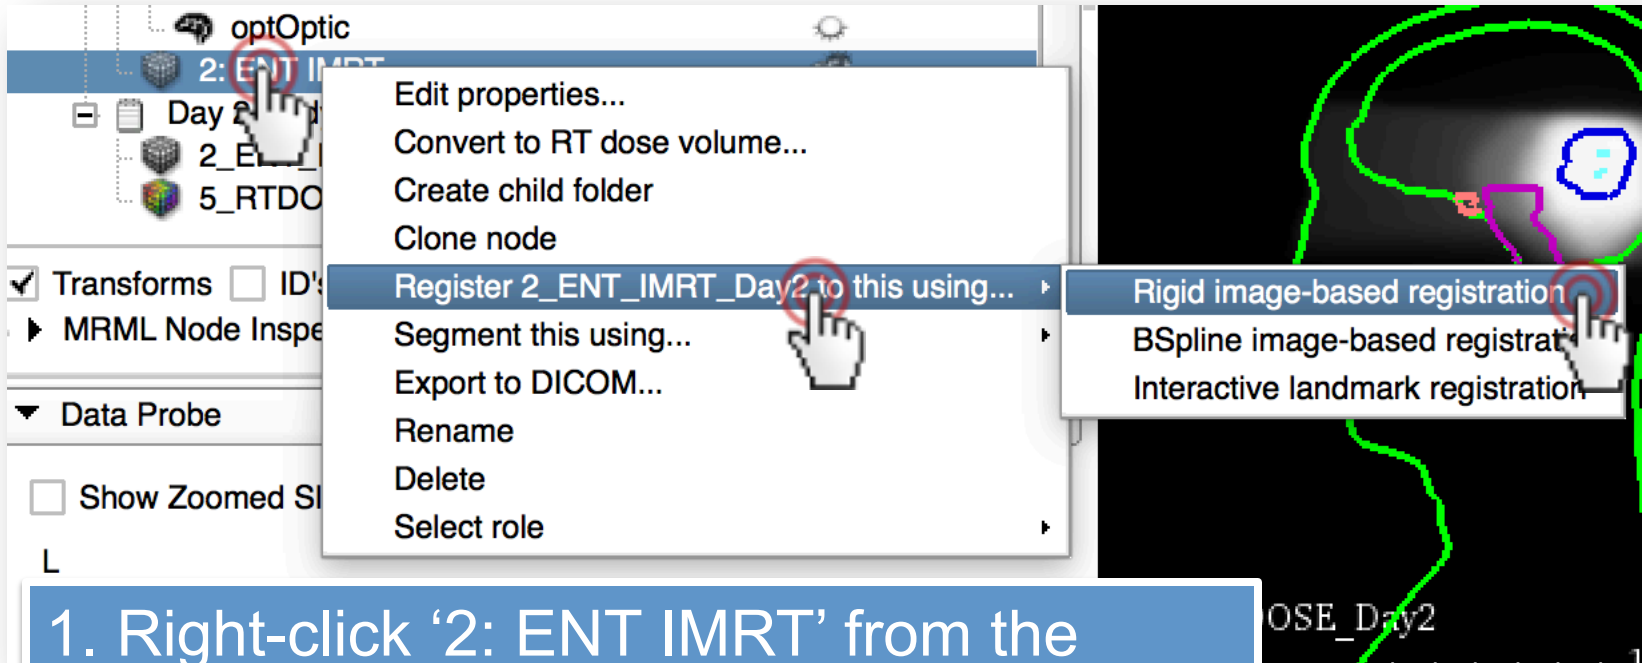 optOptic
2: ENT IMRT
Day 2
2_E
5_RTDO
Transforms
ID's
MRML Node Inspe
Data Probe
Show Zoomed Sl
L
Edit properties...
Convert to RT dose volume...
Create child folder
Clone node
Register 2_ENT_IMRT_Day2 to this using...
Segment this using...
Export to DICOM...
Rename
Delete
Select role
Rigid image-based registration
BSpline image-based registration
Interactive landmark registration
OSE_Day2
1. Right-click ‘2: ENT IMRT’ from the